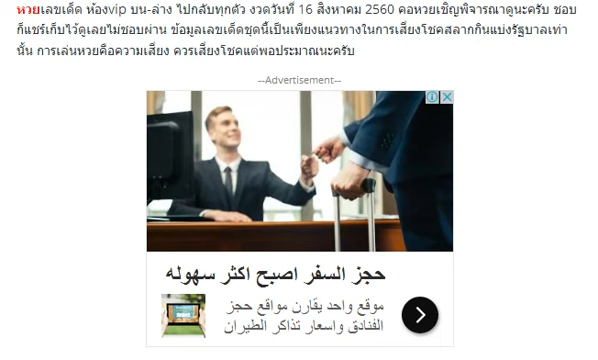 หวยเลขเด็ด ห้องvip บน-ล่าง ไปกลับทุกตัว งวดวันที่ 16 สิงหาคม 2560 คอหวยเชิญพิจารณาดูนะครับ ชอบ
ก็แชร์เก็บไว้ดูเลยไม่ชอบผ่าน ข้อมูลเลขเด็ดชุดนี้เป็นเพียงแนวทางในการเสี่ยงโชคสลากกินแบ่งรัฐบาลเท่า
นั้น การเล่นหวยคือความเสี่ยง ควรเสี่ยงโชคแต่พอประมาณนะครับ
--Advertisement--
حجز السفر اصبح اكثر سهوله
موقع واحد يقارن مواقع حجز
الفنادق واسعار تذاكر الطيران